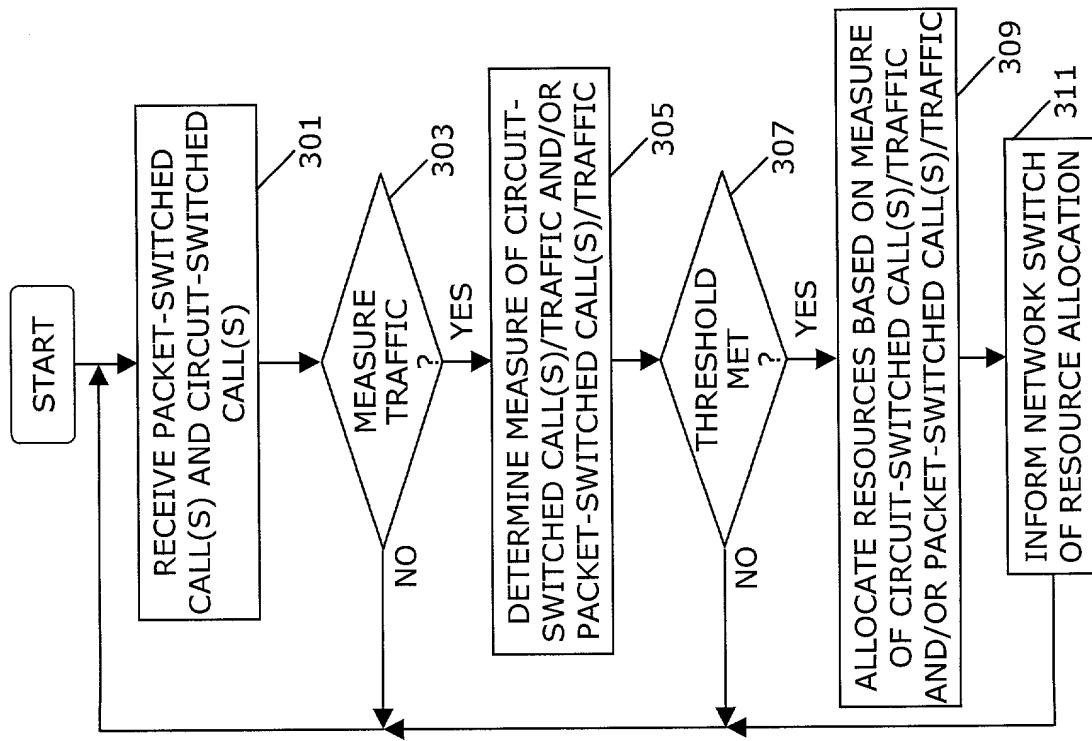 START
RECEIVE PACKET-SWITCHED
CALL(S) AND CIRCUIT-SWITCHED
CALL(S)
301
MEASURE
TRAFFIC
?
303
YES
NO
DETERMINE MEASURE OF CIRCUIT-
SWITCHED CALL(S)/TRAFFIC AND/OR
PACKET-SWITCHED CALL(S)/TRAFFIC
305
THRESHOLD
MET
?
307
YES
NO
ALLOCATE RESOURCES BASED ON MEASURE
OF CIRCUIT-SWITCHED CALL(S)/TRAFFIC
AND/OR PACKET-SWITCHED CALL(S)/TRAFFIC
309
INFORM NETWORK SWITCH
OF RESOURCE ALLOCATION
311